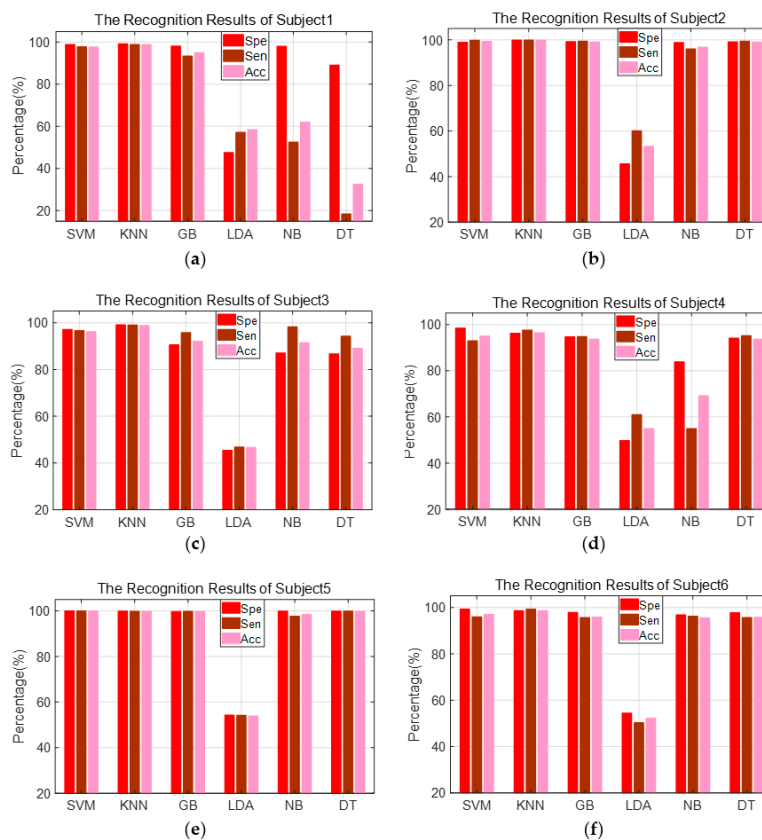 The Recognition Results of Subject1
Percentage(%)
100
80
60
40
20
Spe
Sen
Acc
SVM KNN GB LDA NB DT
(a)
The Recognition Results of Subject2
Percentage(%)
100
80
60
40
20
Spe
Sen
Acc
SVM KNN GB LDA NB DT
(b)
The Recognition Results of Subject3
Percentage(%)
100
80
60
40
20
Spe
Sen
Acc
SVM KNN GB LDA NB DT
(c)
The Recognition Results of Subject4
Percentage(%)
100
80
60
40
20
Spe
Sen
Acc
SVM KNN GB LDA NB DT
(d)
The Recognition Results of Subject5
Percentage(%)
100
80
60
40
20
Spe
Sen
Acc
SVM KNN GB LDA NB DT
(e)
The Recognition Results of Subject6
Percentage(%)
100
80
60
40
20
Spe
Sen
Acc
SVM KNN GB LDA NB DT
(f)